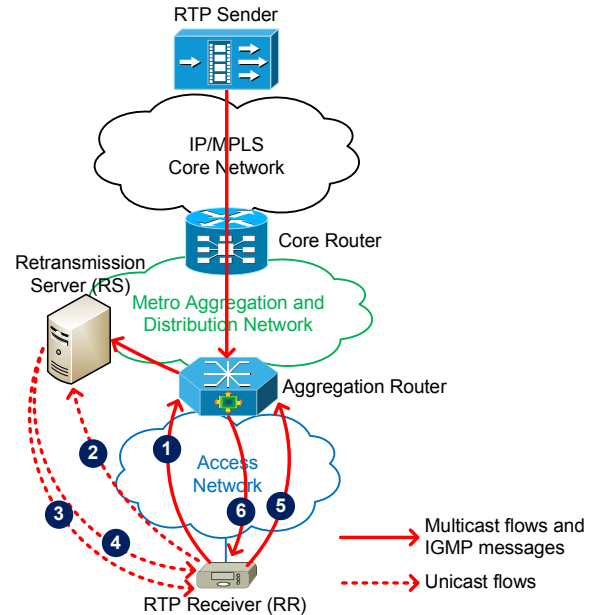 RTP Sender
IP/MPLS
Core Network
Core Router
Retransmission
Server (RS)
Metro Aggregation and
Distribution Network
Aggregation Router
1
2
Access
Network
3
4
6
5
Multicast flows and
IGMP messages
Unicast flows
RTP Receiver (RR)